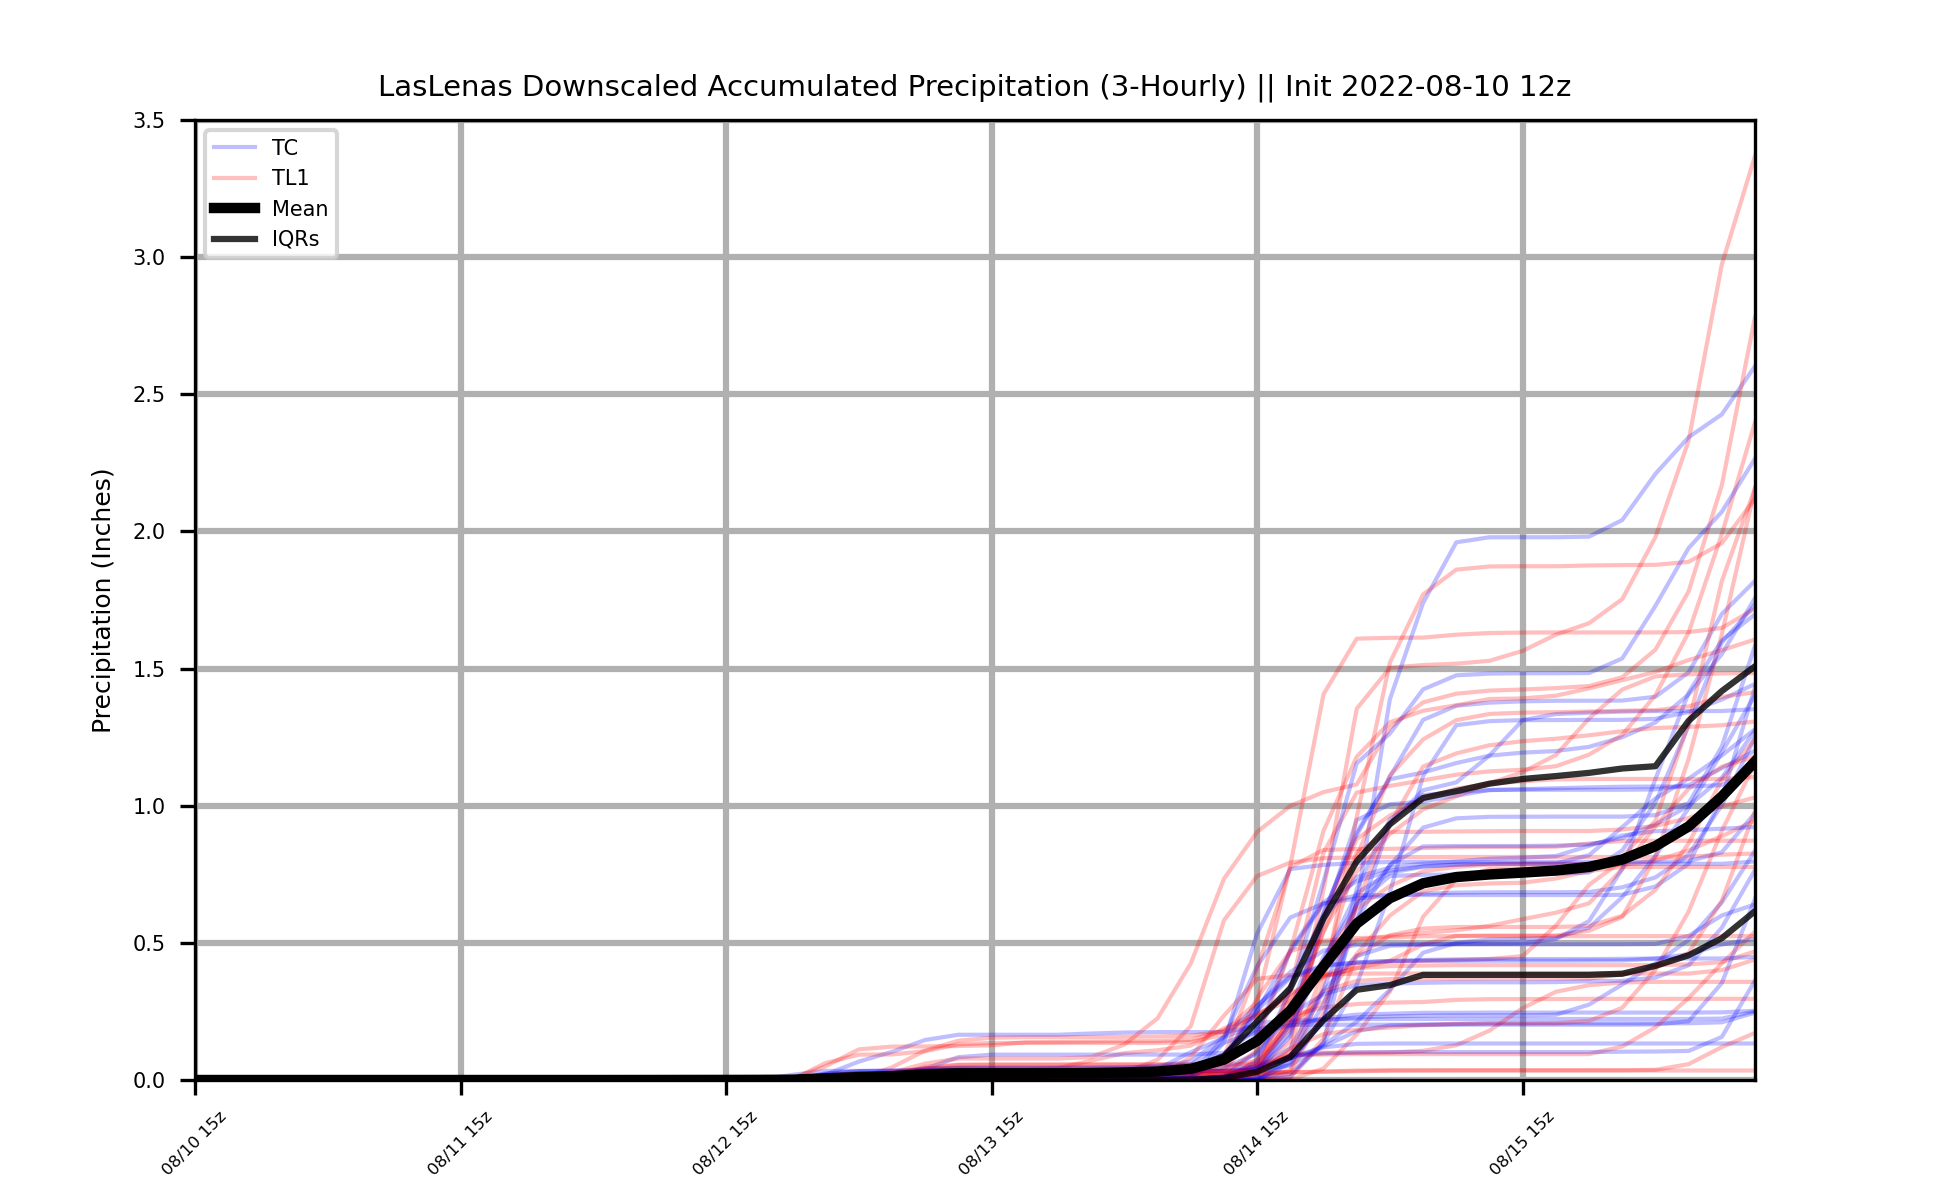 LasLenas Downscaled Accumulated Precipitation (3-Hourly) || Init 2022-08-10 12z
TC
TL1
Mean
IQRs
Precipitation (Inches)
3.5
3.0
2.5
2.0
1.5
1.0
0.5
0.0
08/10 15z
08/11 15z
08/12 15z
08/13 15z
08/14 15z
08/15 15z